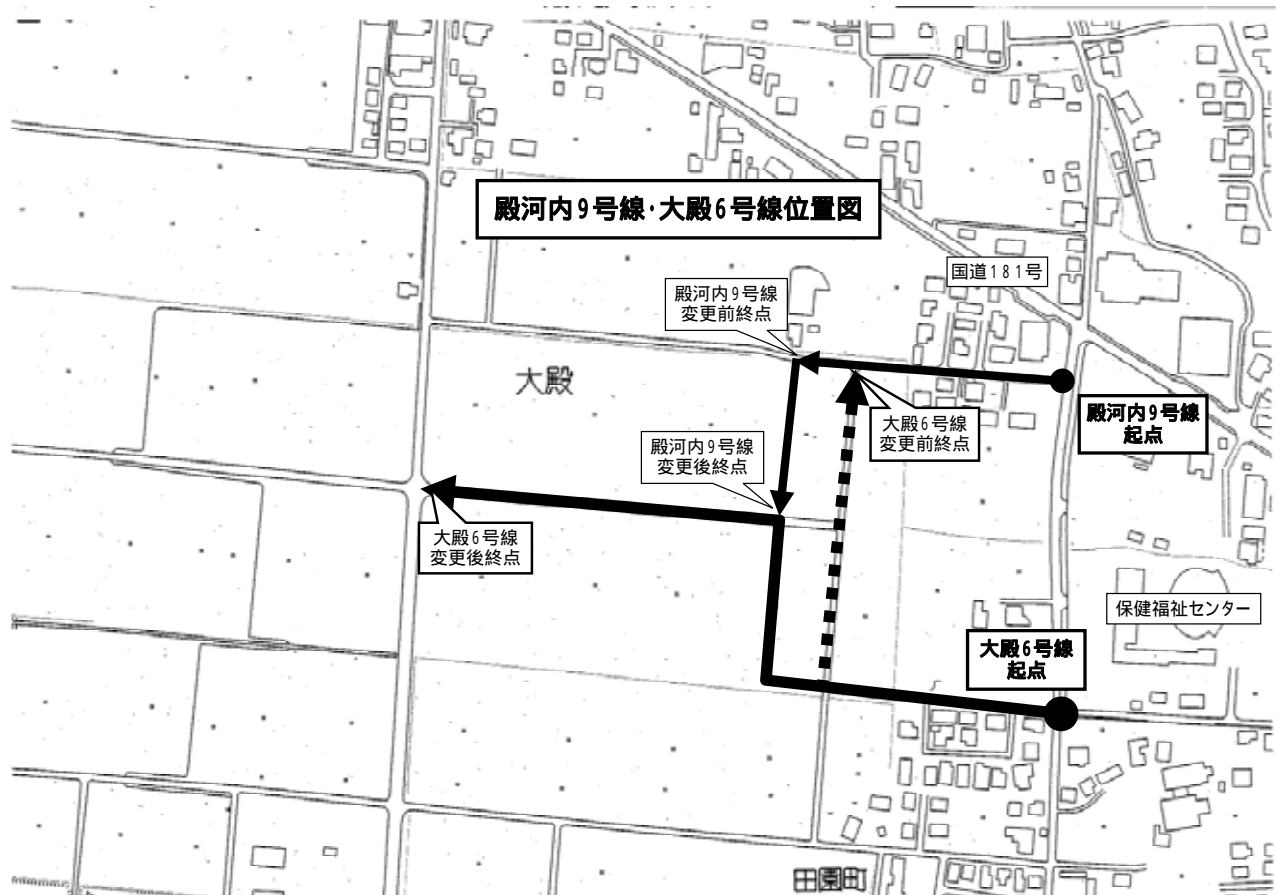 殿河内9号線・大殿6号線位置図
国道181号
殿河内9号線
変更前終点
大殿
大殿6号線
変更前終点
殿河内9号線
起点
殿河内9号線
変更後終点
大殿6号線
変更後終点
保健福祉センター
大殿6号線
起点
田園町